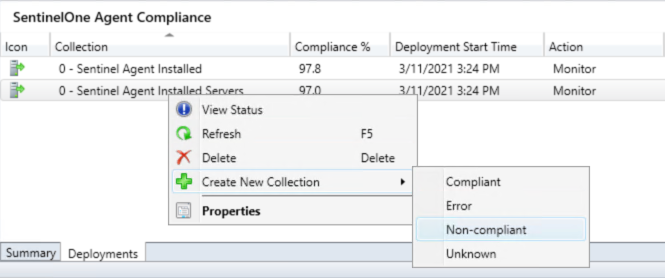 SentinelOne Agent Compliance
Icon Collection Compliance % Deployment Start Time Action
0 - Sentinel Agent Installed 97.8 3/11/2021 3:24 PM Monitor
0 - Sentinel Agent Installed Servers 97.0 3/11/2021 3:24 PM Monitor
View Status
Refresh F5
Delete Delete
Create New Collection Compliant
Error
Properties Non-compliant
Unknown
Summary Deployments